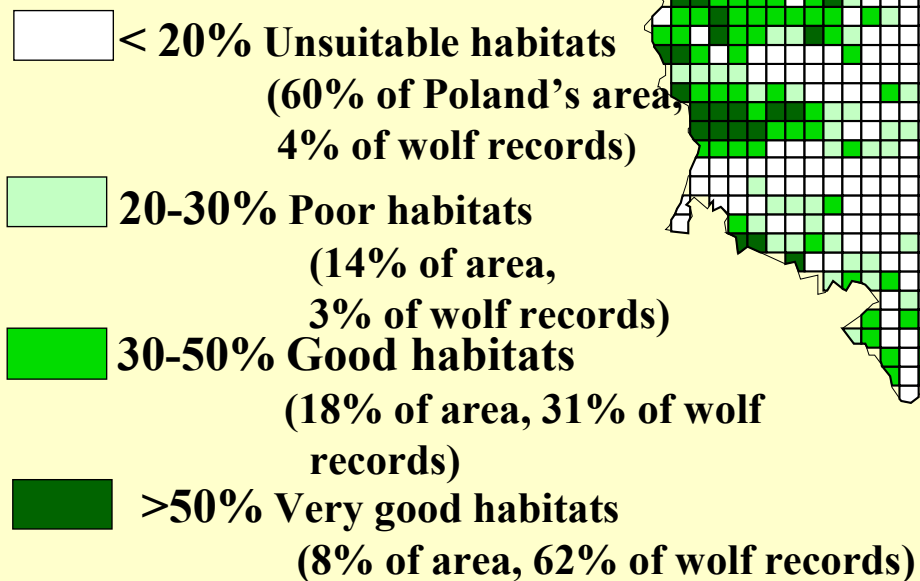 < 20% Unsuitable habitats
(60% of Poland’s area,
4% of wolf records)
20-30% Poor habitats
(14% of area,
3% of wolf records)
30-50% Good habitats
(18% of area, 31% of wolf
records)
>50% Very good habitats
(8% of area, 62% of wolf records)